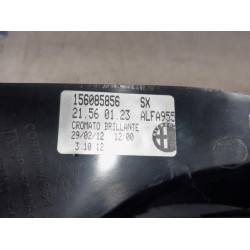 156085856 SX
21.56 01.23 ALFA955
CROMATO BRILLANTE
29/02/12 12:00
3 10 12